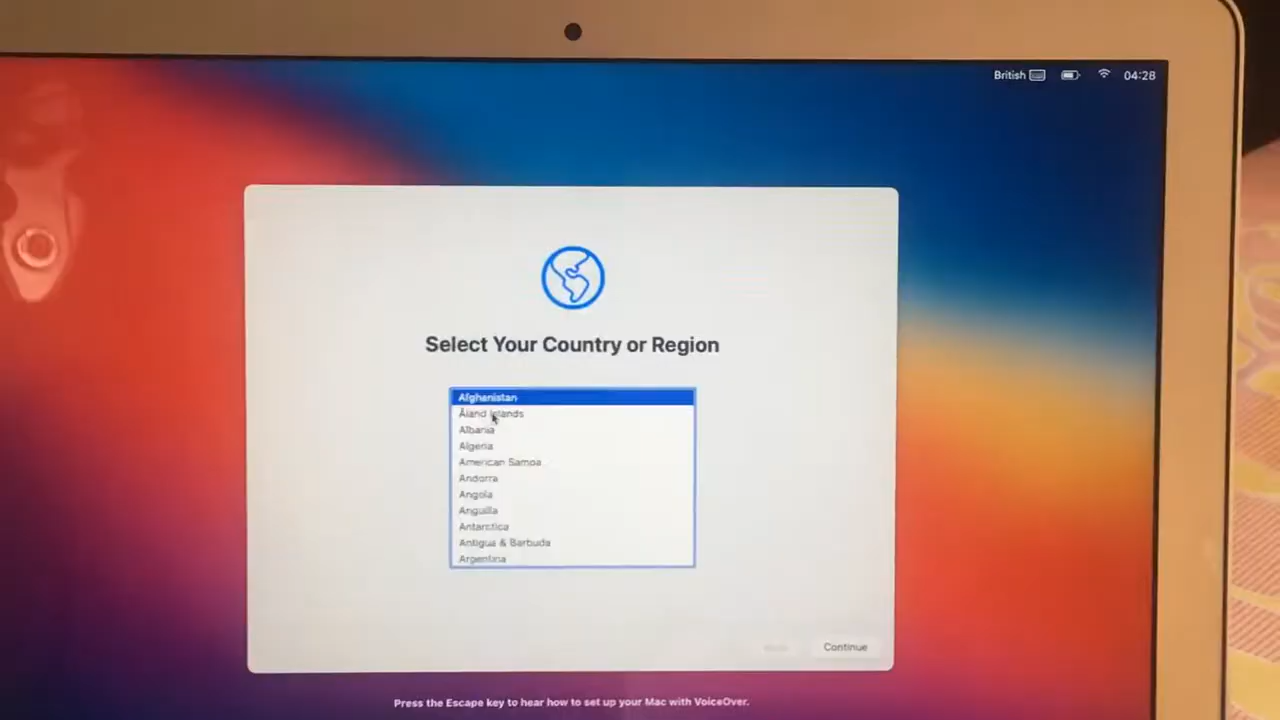 British 04:28
Select Your Country or Region
Afghanistan
Åland Islands
Albania
Algeria
American Samoa
Andorra
Angola
Anguilla
Antarctica
Antigua & Barbuda
Argentina
Continue
Press the Escape key to hear how to set up your Mac with VoiceOver.